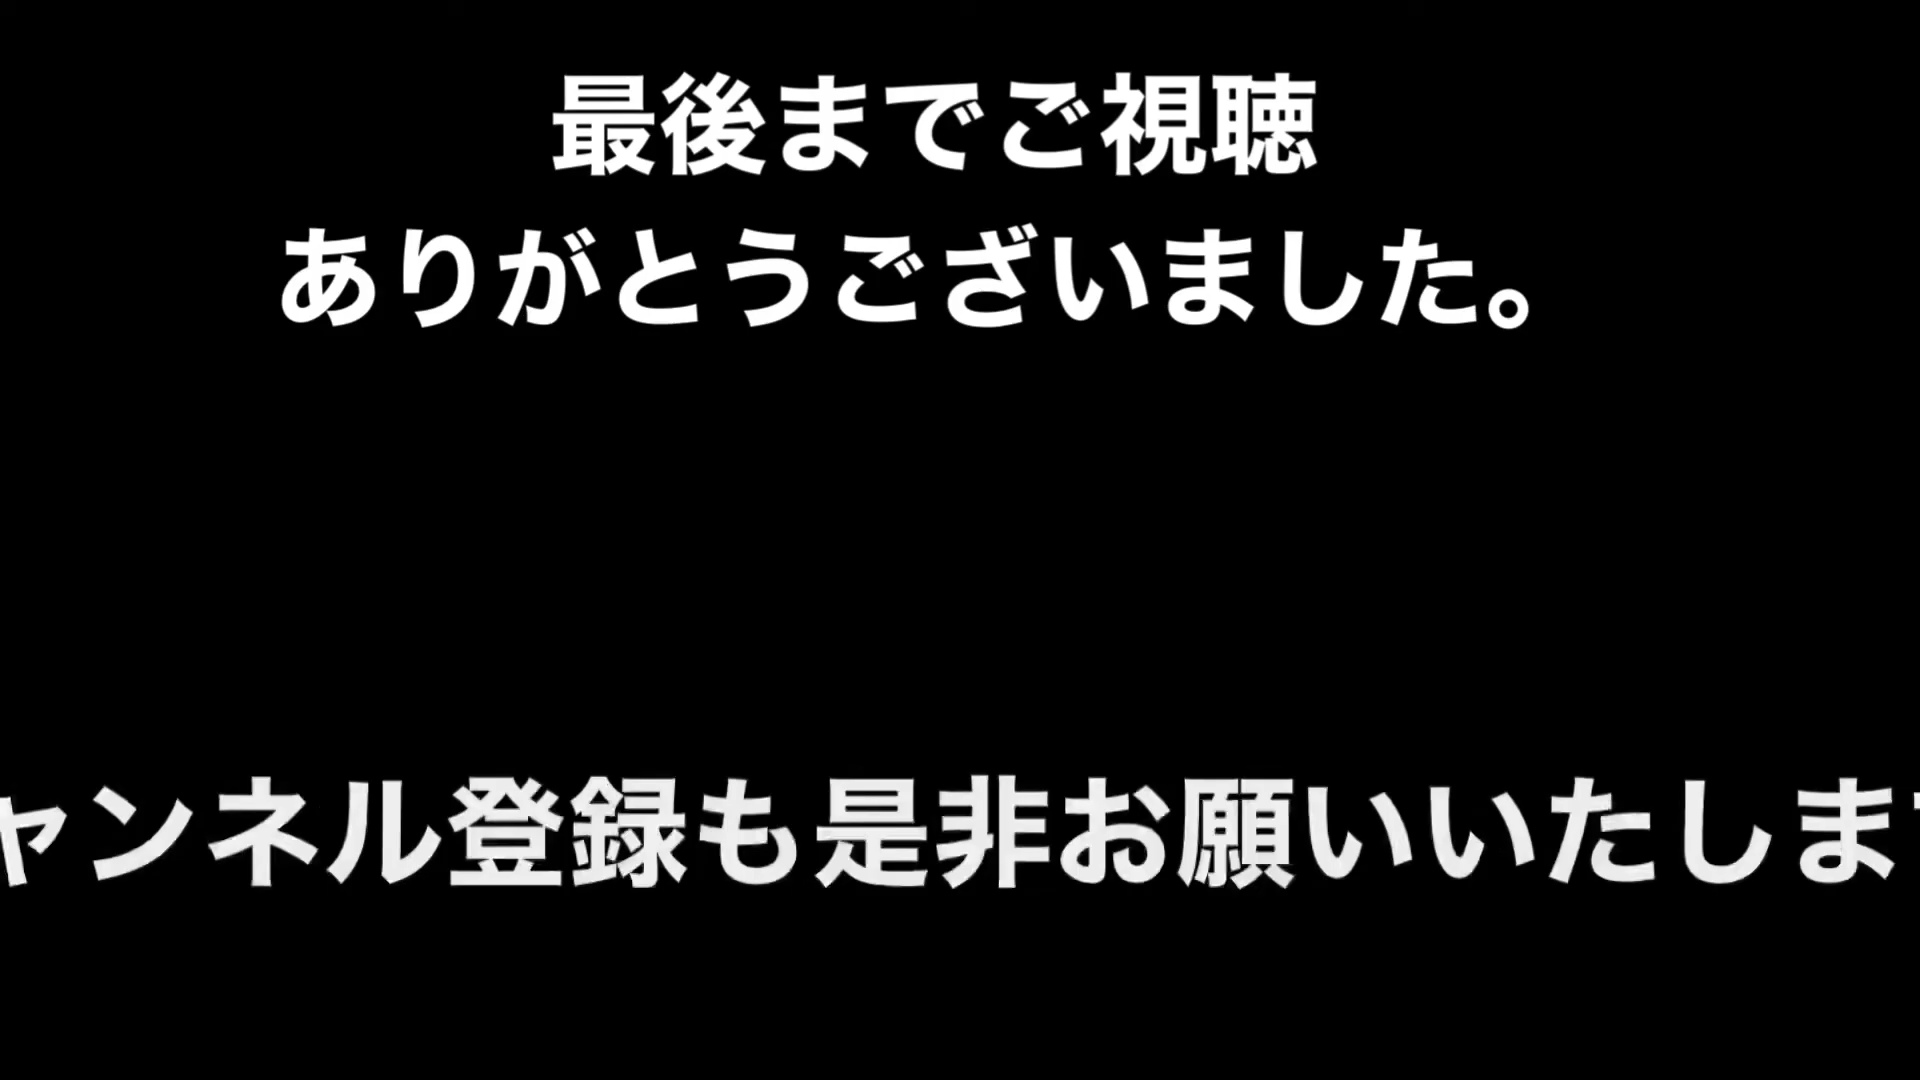 最後までご視聴
ありがとうございました。
ャンネル登録も是非お願いいたしま